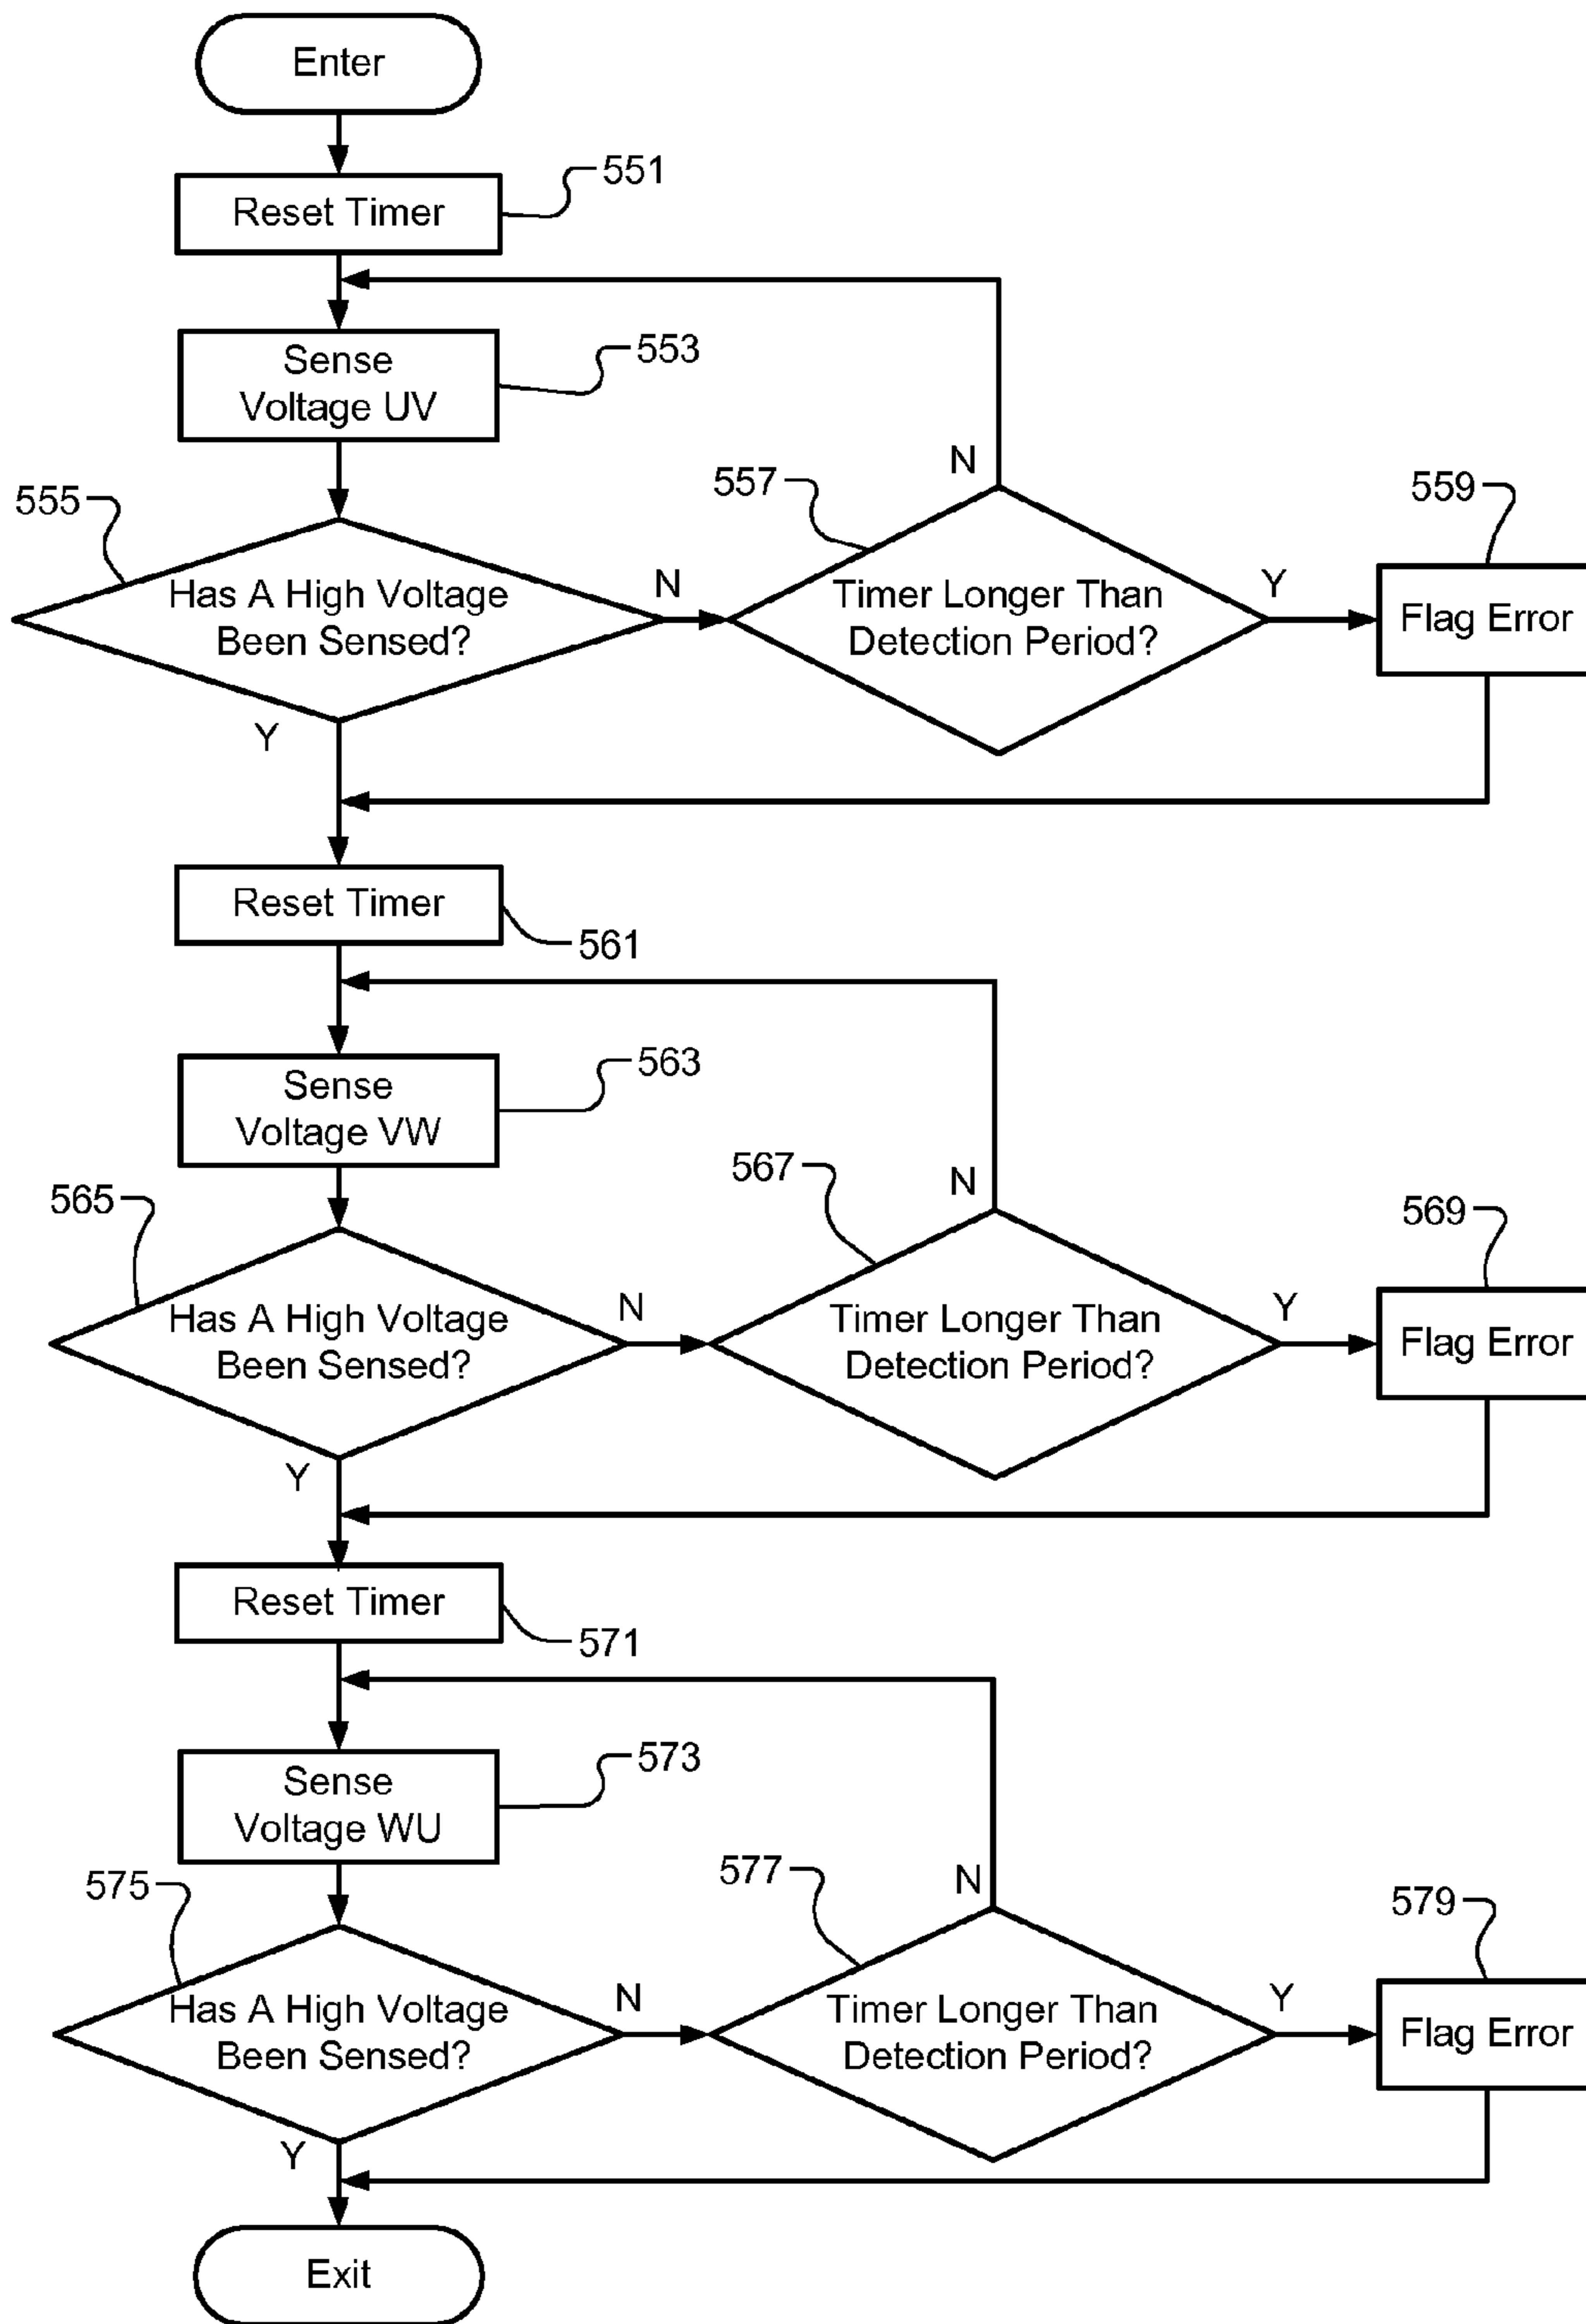 Enter
551
Reset Timer
553
Sense
Voltage UV
N
557
559
555
Has A High Voltage
Been Sensed?
N
Timer Longer Than
Detection Period?
Y
Flag Error
Y
Reset Timer
561
563
Sense
Voltage VW
567
N
565
569
Has A High Voltage
Been Sensed?
N
Timer Longer Than
Detection Period?
Y
Flag Error
Y
Reset Timer
571
573
Sense
Voltage WU
577
N
575
579
Has A High Voltage
Been Sensed?
N
Timer Longer Than
Detection Period?
Y
Flag Error
Y
Exit